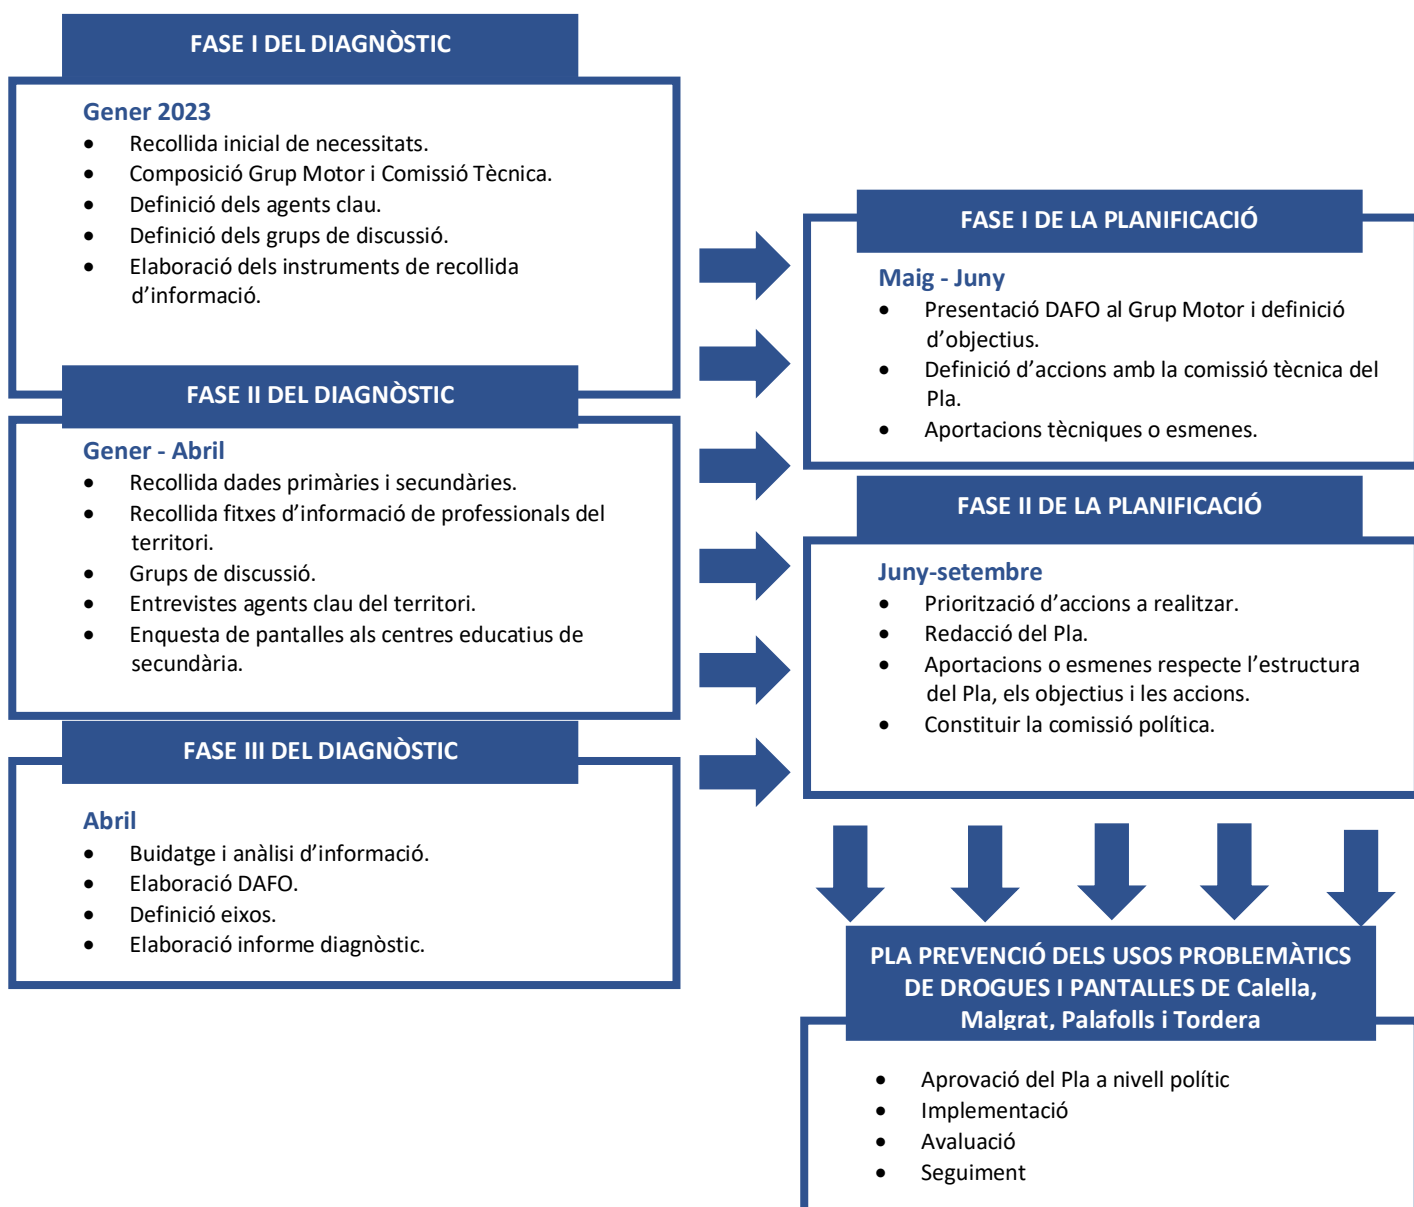 FASE I DEL DIAGNÒSTIC
Gener 2023
• Recollida inicial de necessitats.
• Composició Grup Motor i Comissió Tècnica.
• Definició dels agents clau.
• Definició dels grups de discussió.
• Elaboració dels instruments de recollida
d’informació.
FASE II DEL DIAGNÒSTIC
Gener - Abril
• Recollida dades primàries i secundàries.
• Recollida fitxes d’informació de professionals del
territori.
• Grups de discussió.
• Entrevistes agents clau del territori.
• Enquesta de pantalles als centres educatius de
secundària.
FASE III DEL DIAGNÒSTIC
Abril
• Buidatge i anàlisi d’informació.
• Elaboració DAFO.
• Definició eixos.
• Elaboració informe diagnòstic.
FASE I DE LA PLANIFICACIÓ
Maig - Juny
• Presentació DAFO al Grup Motor i definició
d’objectius.
• Definició d’accions amb la comissió tècnica del
Pla.
• Aportacions tècniques o esmenes.
FASE II DE LA PLANIFICACIÓ
Juny-setembre
• Priorització d’accions a realitzar.
• Redacció del Pla.
• Aportacions o esmenes respecte l’estructura
del Pla, els objectius i les accions.
• Constituir la comissió política.
PLA PREVENCIÓ DELS USOS PROBLEMÀTICS
DE DROGUES I PANTALLES DE Calella,
Malgrat, Palafolls i Tordera
• Aprovació del Pla a nivell polític
• Implementació
• Avaluació
• Seguiment